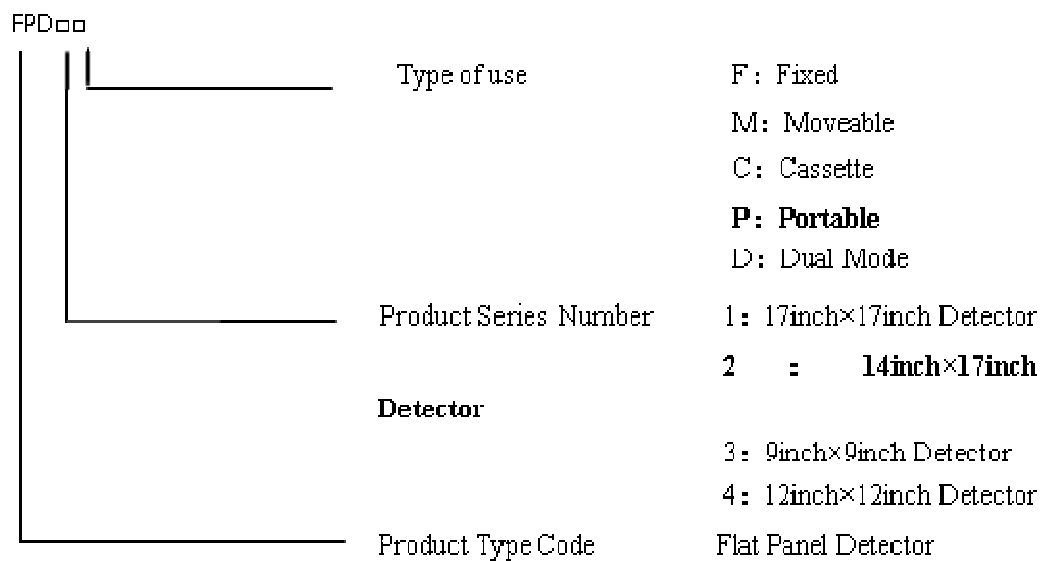 FPD□□
Type of use F: Fixed
M: Moveable
C: Cassette
P: Portable
D: Dual Mode
Product Series Number 1: 17inch×17inch Detector
2 : 14inch×17inch
Detector
3: 9inch×9inch Detector
4: 12inch×12inch Detector
Product Type Code Flat Panel Detector